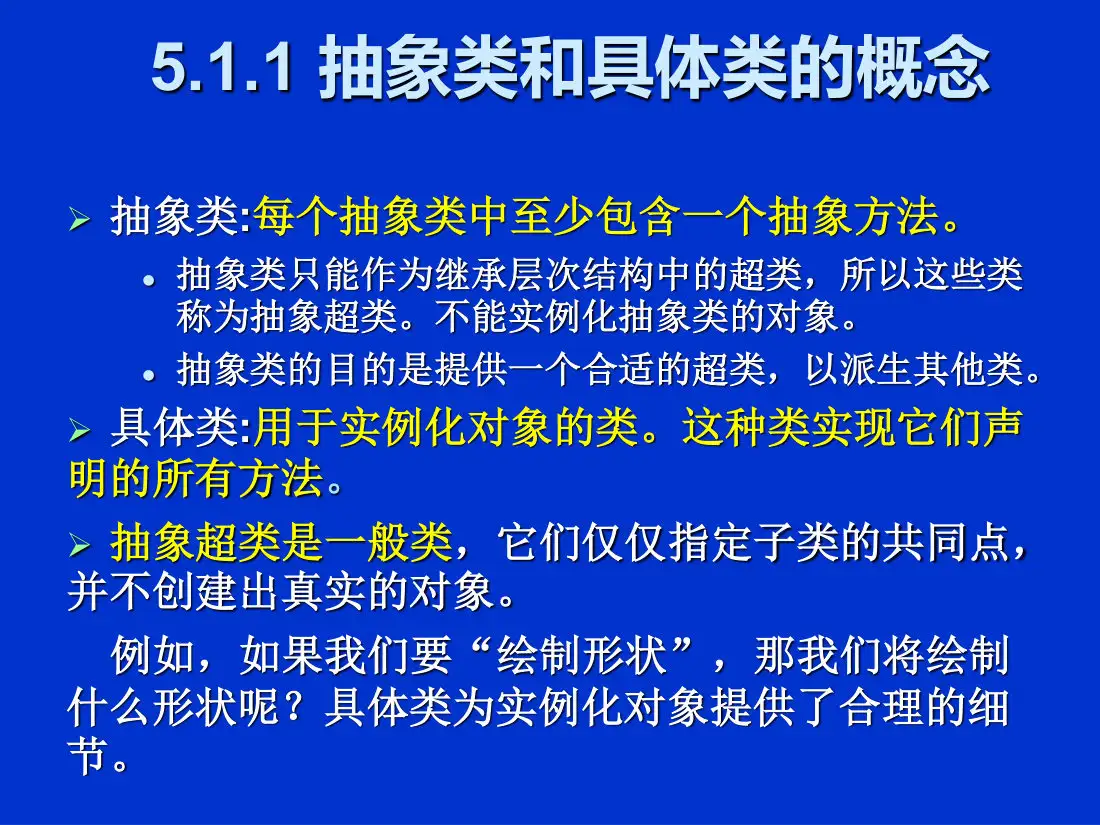 5.1.1 抽象类和具体类的概念
抽象类:每个抽象类中至少包含一个抽象方法。
抽象类只能作为继承层次结构中的超类，所以这些类
称为抽象超类。不能实例化抽象类的对象。
抽象类的目的是提供一个合适的超类，以派生其他类。
具体类:用于实例化对象的类。这种类实现它们声
明的所有方法。
抽象超类是一般类，它们仅仅指定子类的共同点，
并不创建出真实的对象。
例如，如果我们要“绘制形状”，那我们将绘制
什么形状呢？具体类为实例化对象提供了合理的细
节。